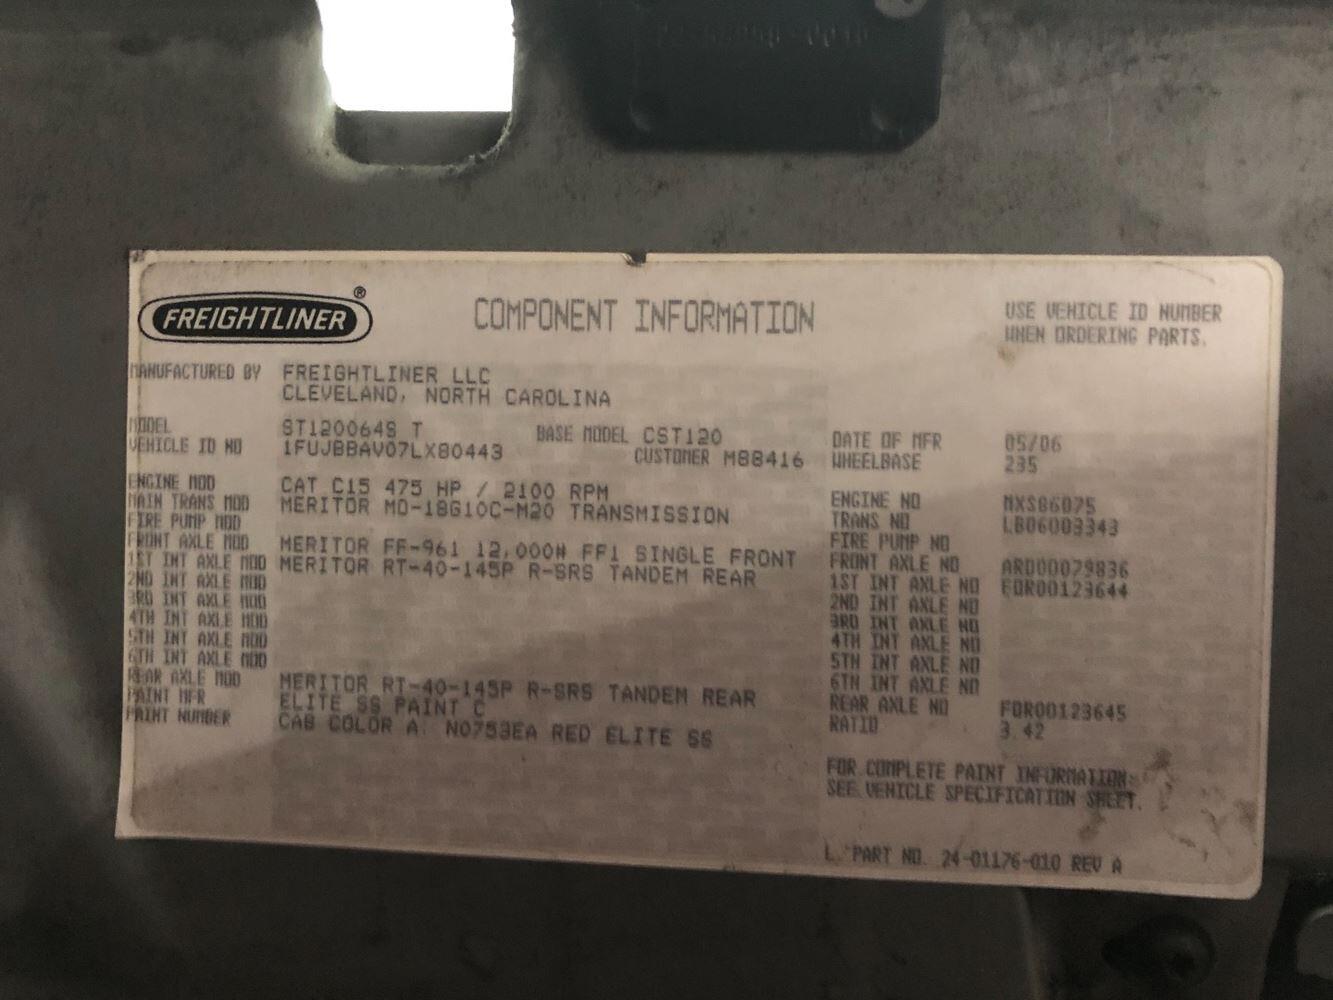 FREIGHTLINER ®
COMPONENT INFORMATION
USE VEHICLE ID NUMBER
WHEN ORDERING PARTS.
MANUFACTURED BY FREIGHTLINER LLC
CLEVELAND, NORTH CAROLINA
MODEL ST120064S T BASE MODEL CST120 DATE OF MFR 05/06
VEHICLE ID NO 1FUJBBAV07LX80443 CUSTOMER M88416 WHEELBASE 235
ENGINE MOD CAT C15 475 HP / 2100 RPM ENGINE NO MXS86075
MAIN TRANS MOD MERITOR MO-18G10C-M20 TRANSMISSION TRANS NO LB06003343
FIRE PUMP MOD FIRE PUMP NO
FRONT AXLE MOD MERITOR FF-961 12,000# FF1 SINGLE FRONT FRONT AXLE NO ARD00079836
1ST INT AXLE MOD MERITOR RT-40-145P R-SRS TANDEM REAR 1ST INT AXLE NO EOR00123644
2ND INT AXLE MOD 2ND INT AXLE NO
3RD INT AXLE MOD 3RD INT AXLE NO
4TH INT AXLE MOD 4TH INT AXLE NO
5TH INT AXLE MOD 5TH INT AXLE NO
6TH INT AXLE MOD 6TH INT AXLE NO
REAR AXLE MOD MERITOR RT-40-145P R-SRS TANDEM REAR REAR AXLE NO FOR00123645
PAINT MFR ELITE SS PAINT C RATIO 3.42
PAINT NUMBER CAB COLOR A: N0753EA RED ELITE SS
FOR COMPLETE PAINT INFORMATION:
SEE VEHICLE SPECIFICATION SHEET.
PART NO. 24-01176-010 REV A